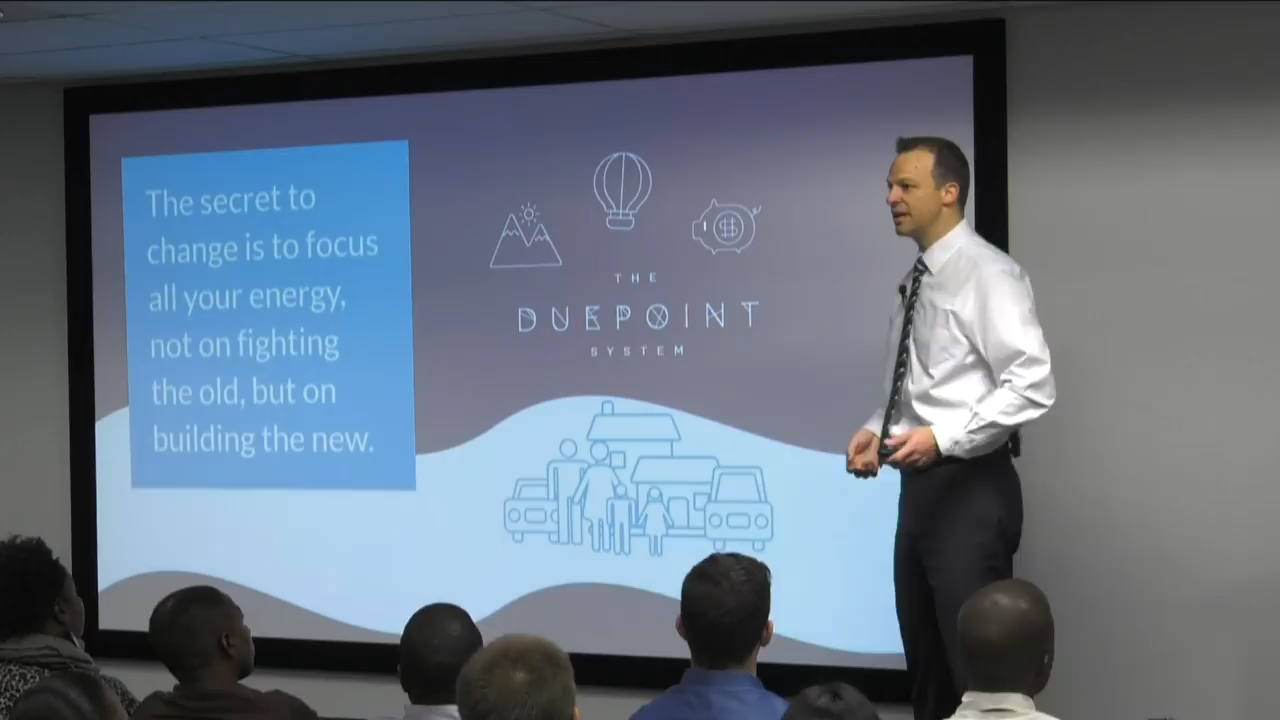 The secret to
change is to focus
all your energy,
not on fighting
the old, but on
building the new.
THE
DUEPOINT
SYSTEM